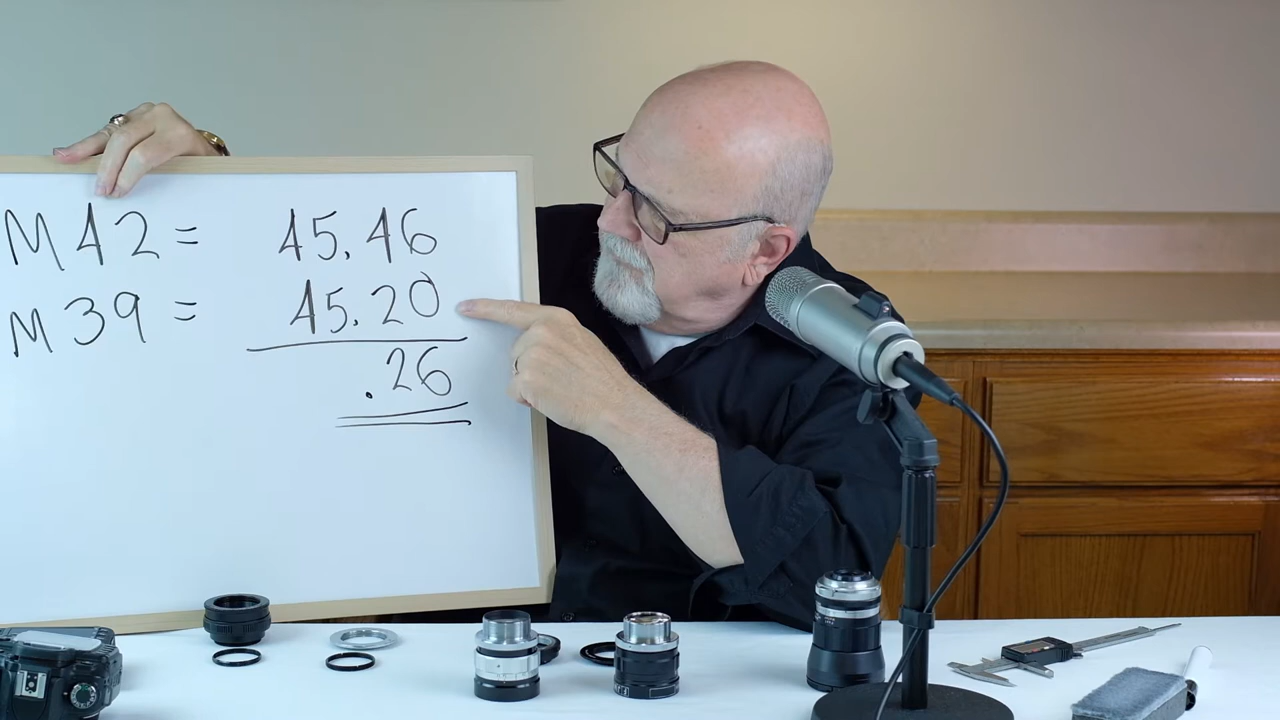 M42 = 45.46
M39 = 45.20
.26